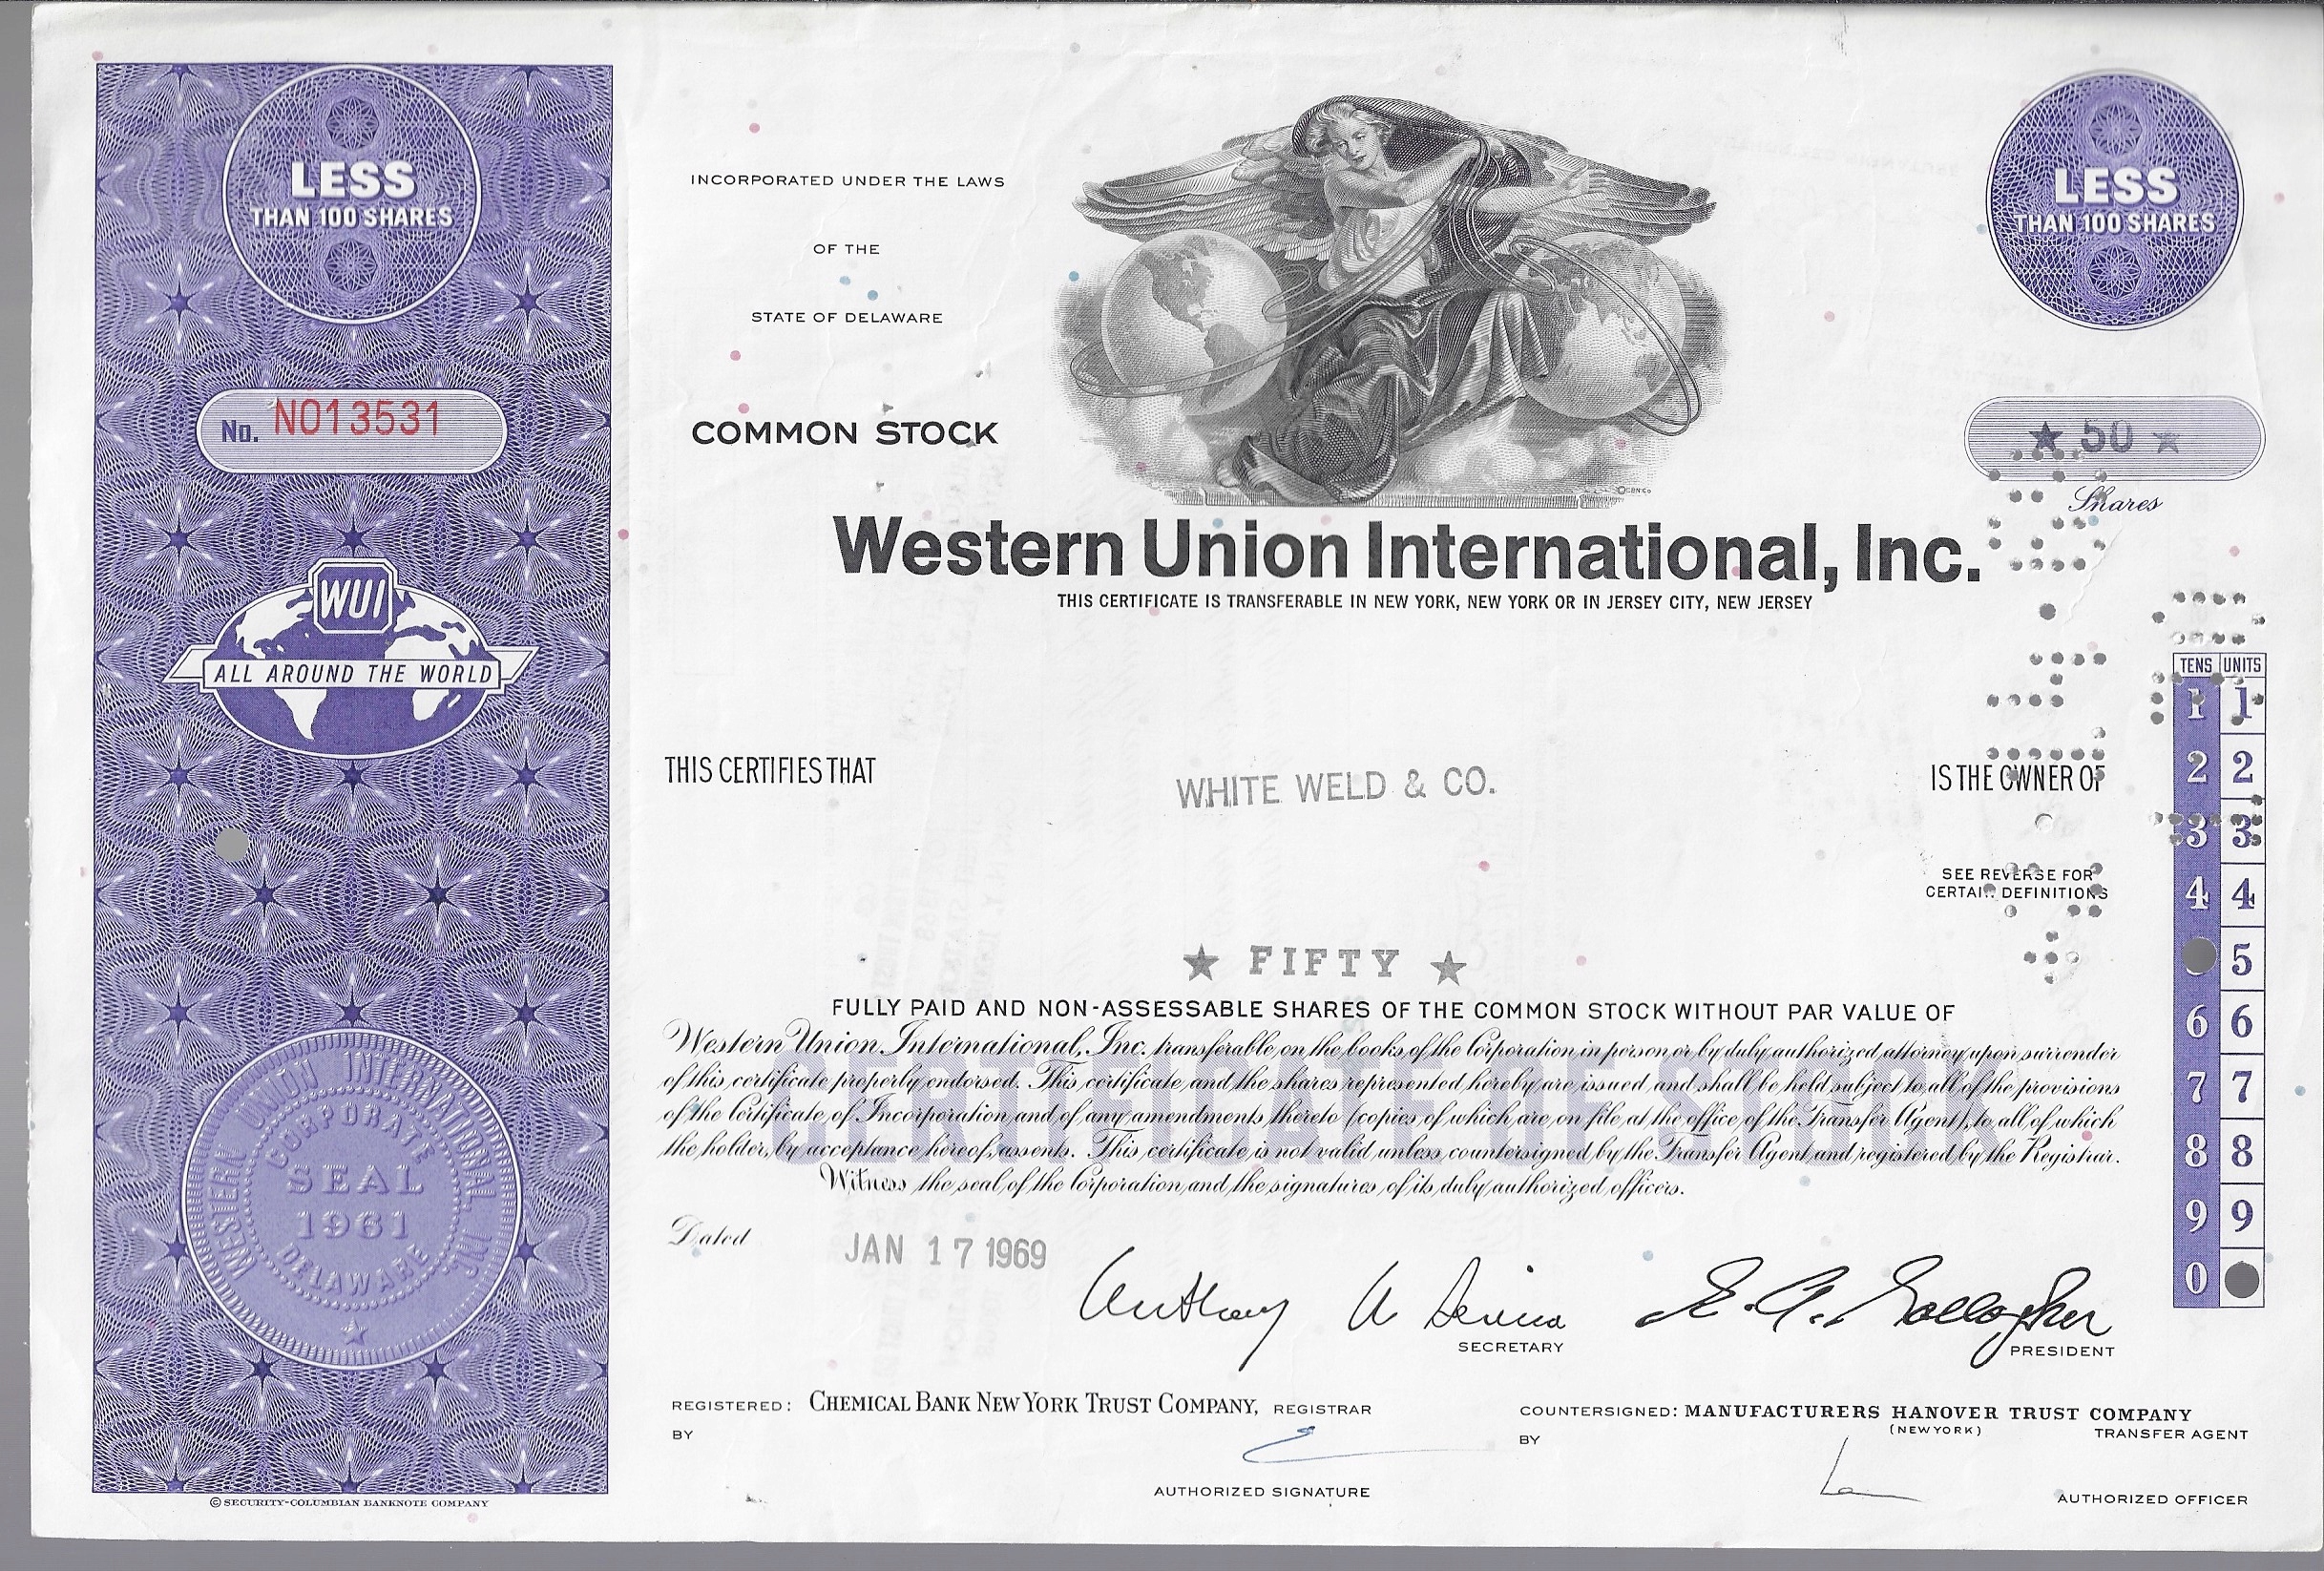 LESS
THAN 100 SHARES
No. NO13531
WUI
ALL AROUND THE WORLD
WESTERN UNION INTERNATIONAL, INC.
CORPORATE
SEAL
1961
DELAWARE
© SECURITY-COLUMBIAN BANKNOTE COMPANY
INCORPORATED UNDER THE LAWS
OF THE
STATE OF DELAWARE
COMMON STOCK
LESS
THAN 100 SHARES
★ 50 ★
Shares
Western Union International, Inc.
THIS CERTIFICATE IS TRANSFERABLE IN NEW YORK, NEW YORK OR IN JERSEY CITY, NEW JERSEY
THIS CERTIFIES THAT
WHITE WELD & CO.
IS THE OWNER OF
SEE REVERSE FOR
CERTAIN DEFINITIONS
★ FIFTY ★
FULLY PAID AND NON-ASSESSABLE SHARES OF THE COMMON STOCK WITHOUT PAR VALUE OF
CERTIFICATE OF STOCK
Western Union International, Inc. transferable on the books of the Corporation in person or by duly authorized attorney upon surrender
of this certificate properly endorsed. This certificate and the shares represented hereby are issued and shall be held subject to all of the provisions
of the Certificate of Incorporation and of any amendments thereto (copies of which are on file at the office of the Transfer Agent), to all of which
the holder, by acceptance hereof, assents. This certificate is not valid unless countersigned by the Transfer Agent and registered by the Registrar.
Witness the seal of the Corporation and the signatures of its duly authorized officers.
Dated JAN 17 1969
SECRETARY
E. A. Gallagher
PRESIDENT
REGISTERED: CHEMICAL BANK NEW YORK TRUST COMPANY, REGISTRAR
BY
AUTHORIZED SIGNATURE
COUNTERSIGNED: MANUFACTURERS HANOVER TRUST COMPANY
(NEW YORK) TRANSFER AGENT
BY
AUTHORIZED OFFICER
TENS UNITS
1 1
2 2
3 3
4 4
5
6 6
7 7
8 8
9 9
0